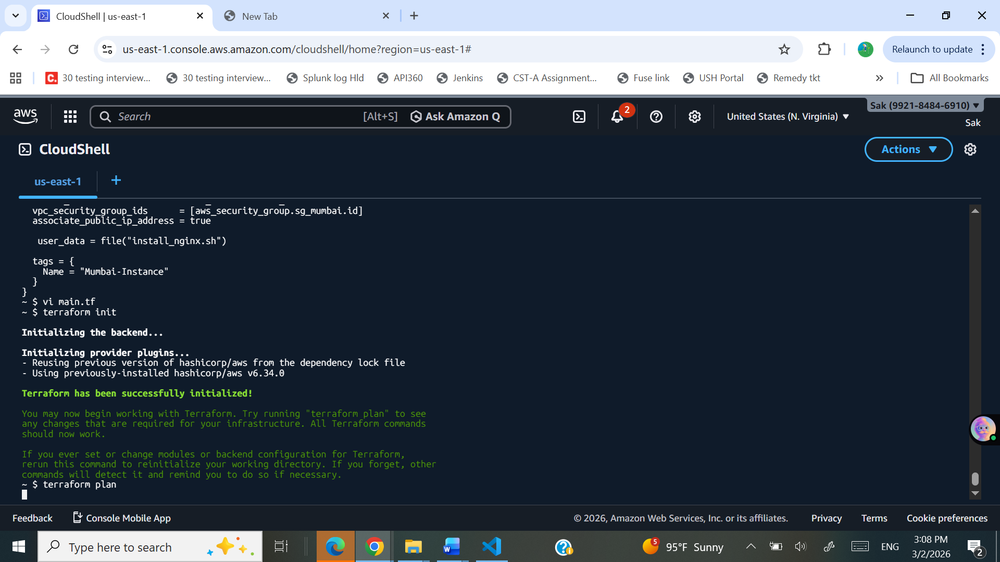 CloudShell | us-east-1
New Tab
us-east-1.console.aws.amazon.com/cloudshell/home?region=us-east-1#
Relaunch to update
30 testing interview...
30 testing interview...
Splunk log Hld
API360
Jenkins
CST-A Assignment...
Fuse link
USH Portal
Remedy tkt
All Bookmarks
aws
Search
[Alt+S]
Ask Amazon Q
2
United States (N. Virginia)
Sak (9921-8484-6910)
Sak
CloudShell
Actions
us-east-1
vpc_security_group_ids      = [aws_security_group.sg_mumbai.id]
associate_public_ip_address = true
user_data = file("install_nginx.sh")
tags = {
Name = "Mumbai-Instance"
}
}
~ $ vi main.tf
~ $ terraform init
Initializing the backend...
Initializing provider plugins...
- Reusing previous version of hashicorp/aws from the dependency lock file
- Using previously-installed hashicorp/aws v6.34.0
Terraform has been successfully initialized!
You may now begin working with Terraform. Try running "terraform plan" to see
any changes that are required for your infrastructure. All Terraform commands
should now work.
If you ever set or change modules or backend configuration for Terraform,
rerun this command to reinitialize your working directory. If you forget, other
commands will detect it and remind you to do so if necessary.
~ $ terraform plan
Feedback
Console Mobile App
© 2026, Amazon Web Services, Inc. or its affiliates.
Privacy
Terms
Cookie preferences
Type here to search
5
95°F Sunny
ENG
3:08 PM
3/2/2026
2